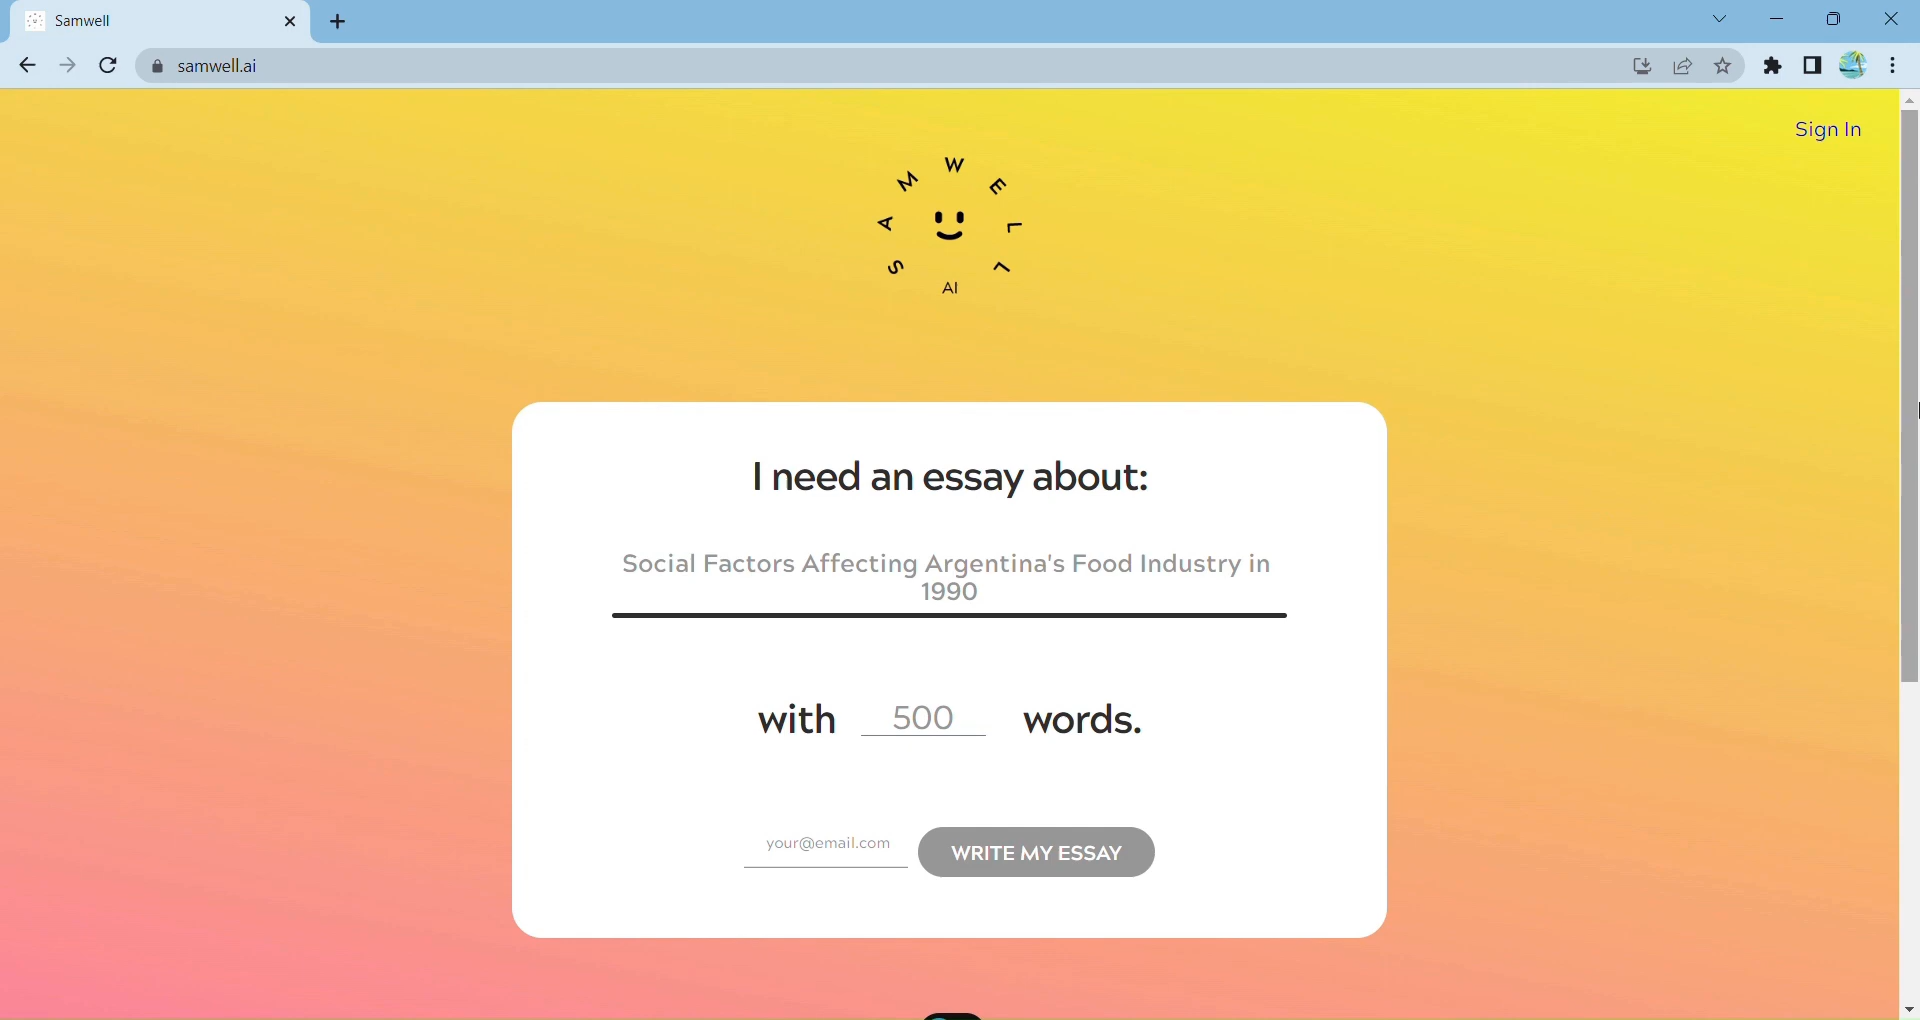 Samwell
samwell.ai
Sign In
SAMWELL
AI
I need an essay about:
Social Factors Affecting Argentina's Food Industry in
1990
with 500 words.
your@email.com WRITE MY ESSAY